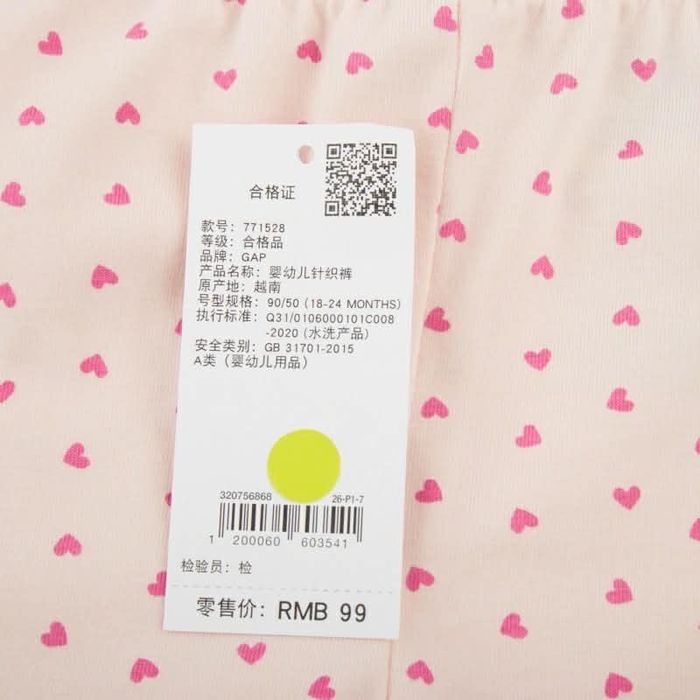 合格证
款号：771528
等级：合格品
品牌：GAP
产品名称：婴幼儿针织裤
原产地：越南
号型规格：90/50 (18-24 MONTHS)
执行标准：Q31/0106000101C008
-2020 (水洗产品)
安全类别：GB 31701-2015
A类（婴幼儿用品）
320756868 26-P1-7
1 200060 603541
检验员：检
零售价：RMB 99